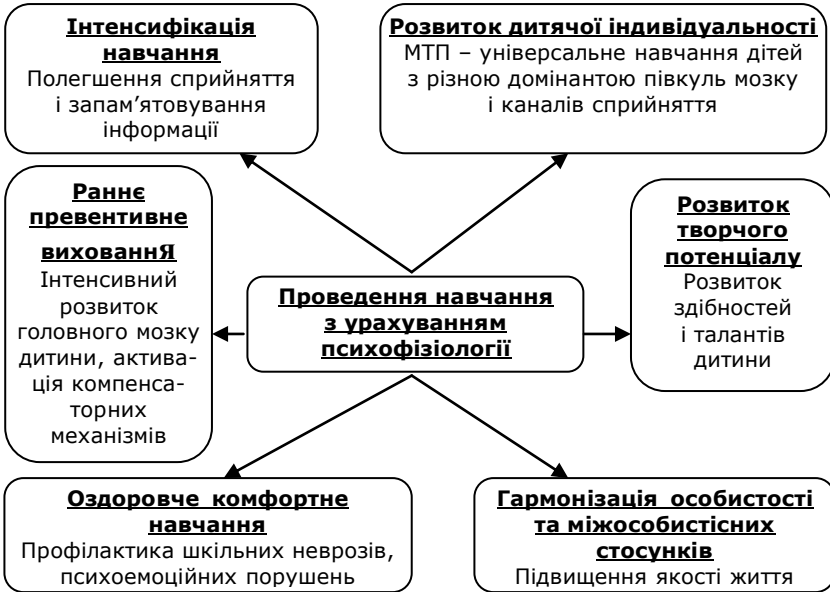 Інтенсифікація
навчання
Полегшення сприйняття
і запам’ятовування
інформації
Розвиток дитячої індивідуальності
МТП – універсальне навчання дітей
з різною домінантою півкуль мозку
і каналів сприйняття
Раннє
превентивне
вихованнЯ
Інтенсивний
розвиток
головного мозку
дитини, актива-
ція компенса-
торних
механізмів
Проведення навчання
з урахуванням
психофізіології
Розвиток
творчого
потенціалу
Розвиток
здібностей
і талантів
дитини
Оздоровче комфортне
навчання
Профілактика шкільних неврозів,
психоемоційних порушень
Гармонізація особистості
та міжособистісних
стосунків
Підвищення якості життя